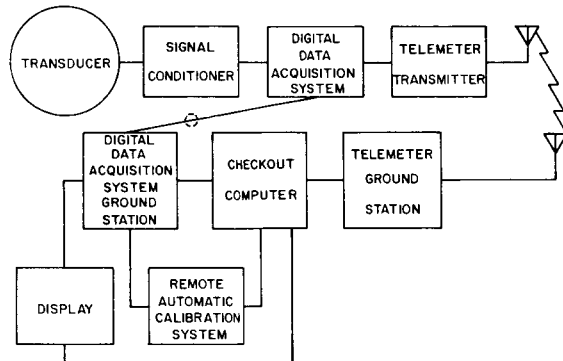 TRANSDUCER
SIGNAL
CONDITIONER
DIGITAL
DATA
ACQUISITION
SYSTEM
TELEMETER
TRANSMITTER
DIGITAL
DATA
ACQUISITION
SYSTEM
GROUND
STATION
CHECKOUT
COMPUTER
TELEMETER
GROUND
STATION
DISPLAY
REMOTE
AUTOMATIC
CALIBRATION
SYSTEM